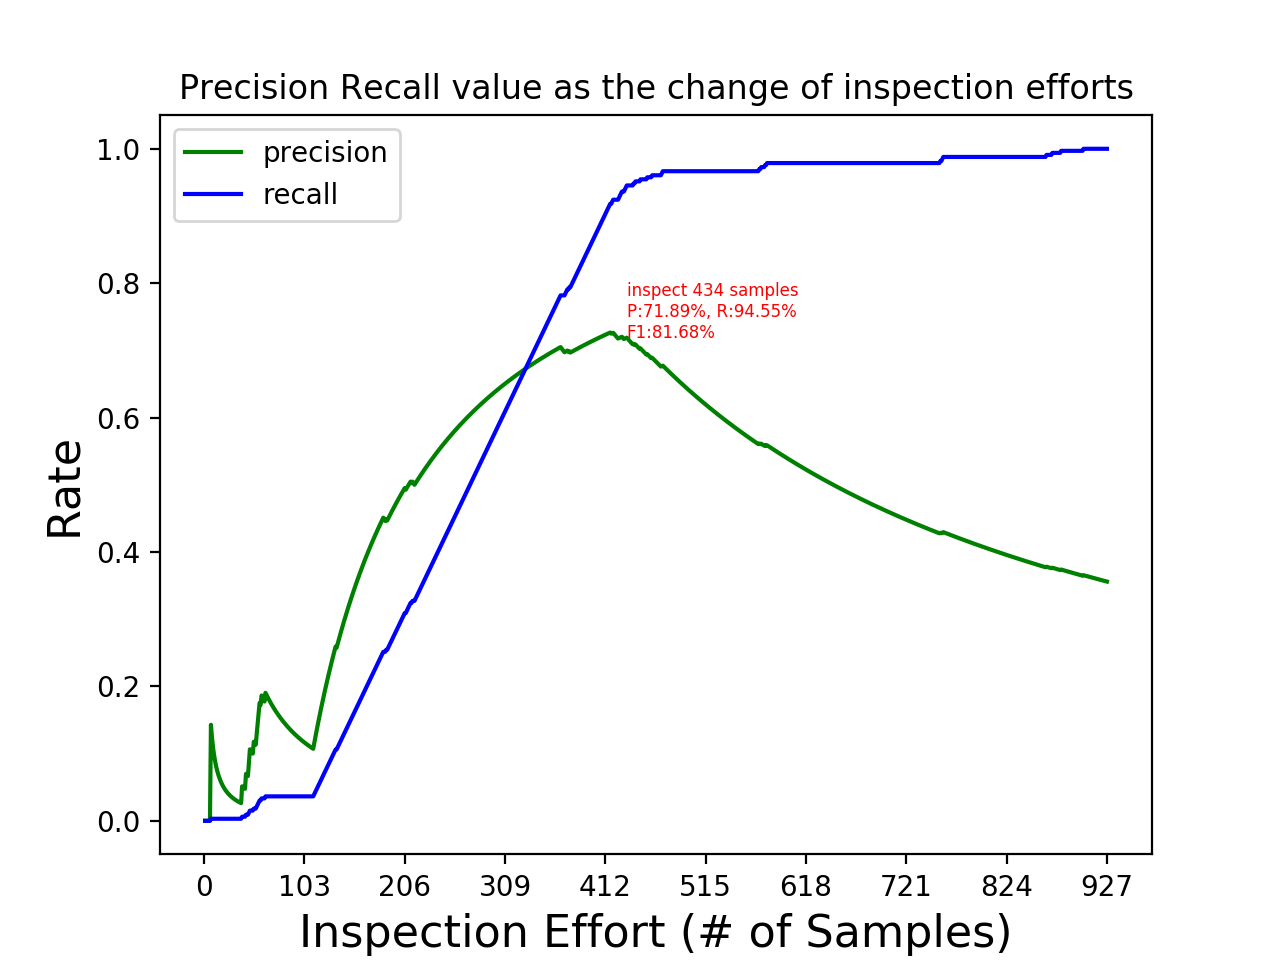 Precision Recall value as the change of inspection efforts
precision
recall
1.0
0.8
0.6
0.4
0.2
0.0
Rate
inspect 434 samples
P:71.89%, R:94.55%
F1:81.68%
0 103 206 309 412 515 618 721 824 927
Inspection Effort (# of Samples)